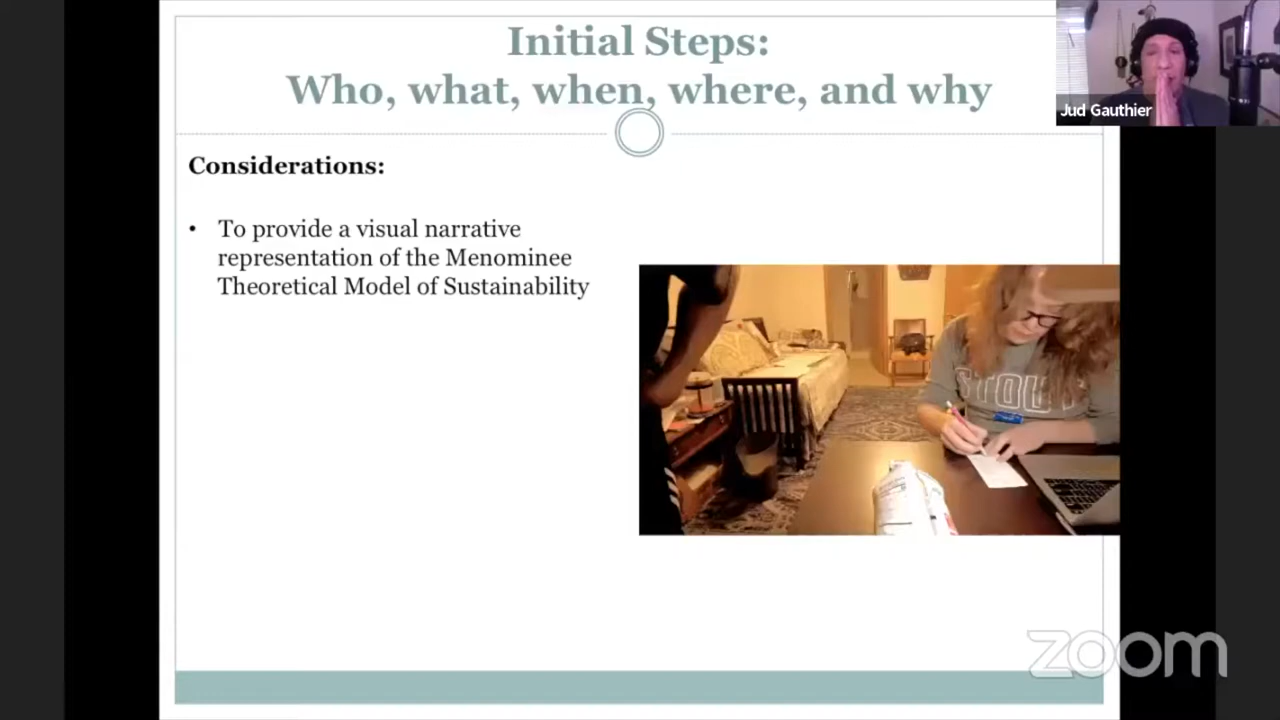 Initial Steps:
Who, what, when, where, and why
Jud Gauthier
Considerations:
• To provide a visual narrative
representation of the Menominee
Theoretical Model of Sustainability
STOUT
zoom